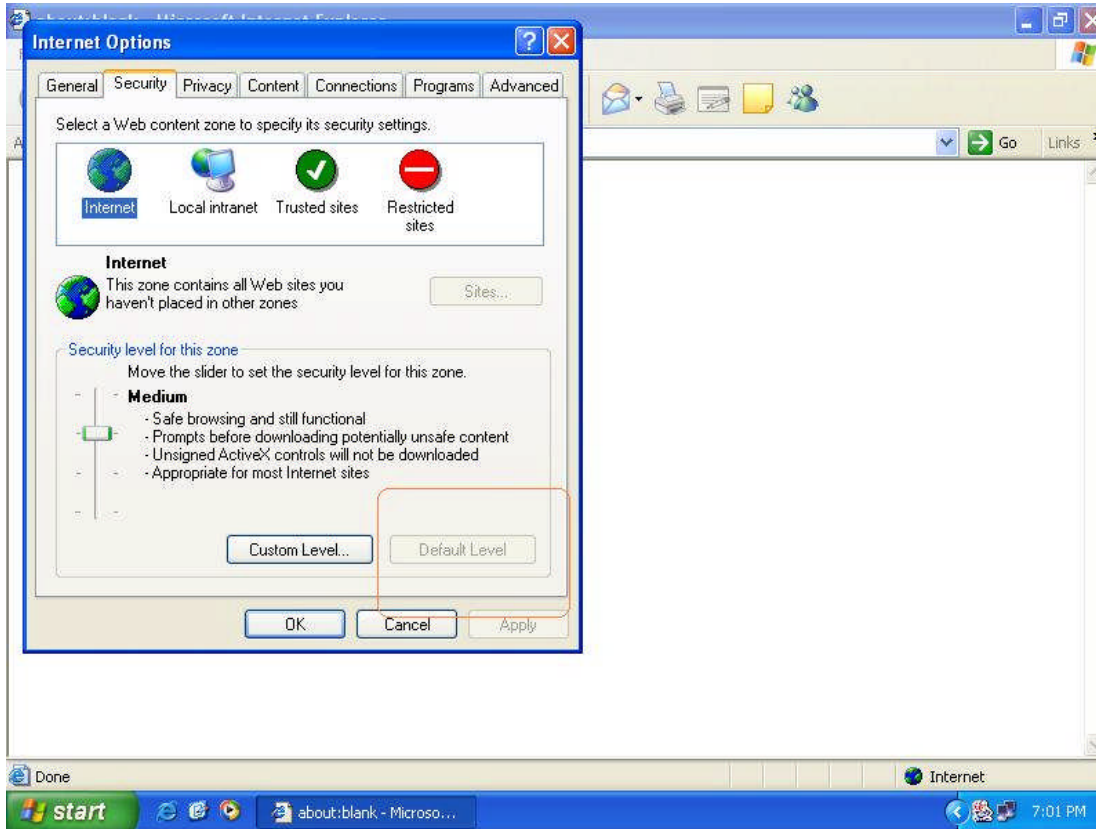 Internet Options
General Security Privacy Content Connections Programs Advanced
Select a Web content zone to specify its security settings.
Internet Local intranet Trusted sites Restricted
sites
Internet
This zone contains all Web sites you
haven't placed in other zones
Sites...
Security level for this zone
Move the slider to set the security level for this zone.
Medium
- Safe browsing and still functional
- Prompts before downloading potentially unsafe content
- Unsigned ActiveX controls will not be downloaded
- Appropriate for most Internet sites
Custom Level... Default Level
OK Cancel Apply
Go Links
Done
Internet
start
about:blank - Microso...
7:01 PM